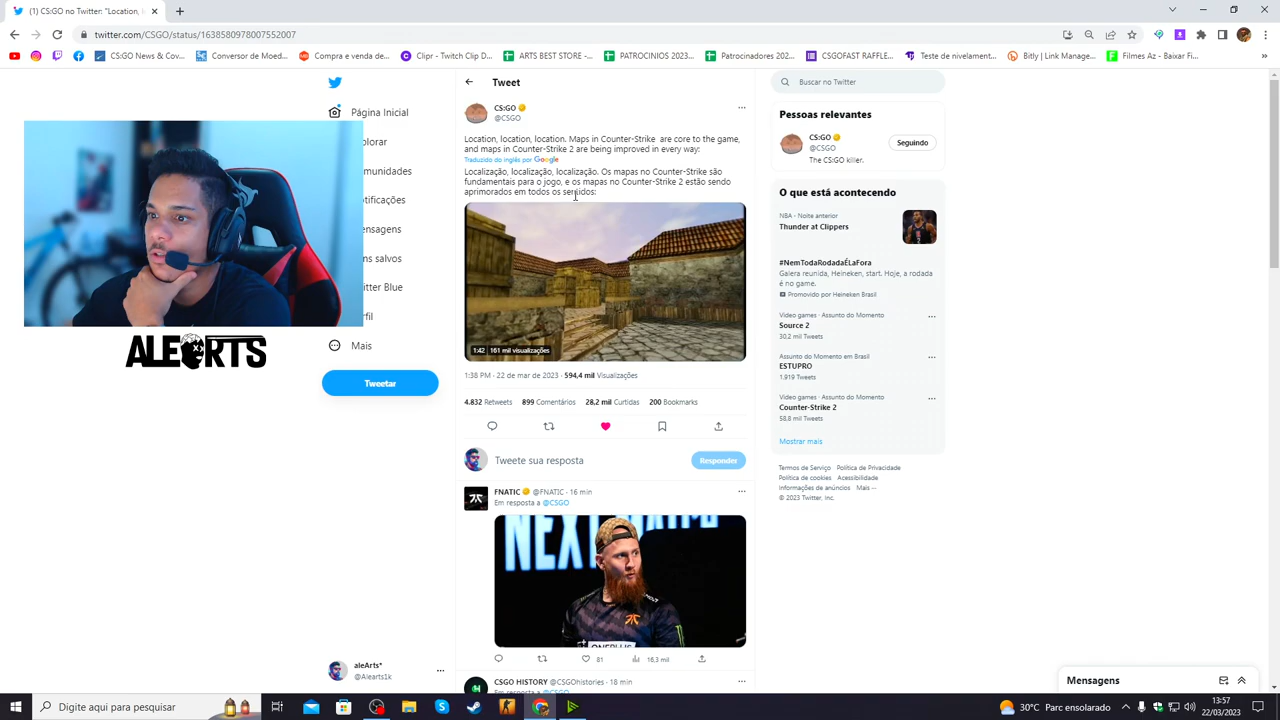 (1) CS:GO no Twitter: "Location, l
twitter.com/CSGO/status/1638580978007552007
CS:GO News & Cov...
Conversor de Moed...
Compra e venda de...
Clipr - Twitch Clip D...
ARTS BEST STORE -...
PATROCINIOS 2023...
Patrocinadores 202...
CSGOFAST RAFFLE...
Teste de nivelament...
Bitly | Link Manage...
Filmes Az - Baixar Fi...
»
Tweet
Buscar no Twitter
CS:GO
@CSGO
Página Inicial
Location, location, location. Maps in Counter-Strike are core to the game,
and maps in Counter-Strike 2 are being improved in every way:
Traduzido do inglês por Google
Localização, localização, localização. Os mapas no Counter-Strike são
fundamentais para o jogo, e os mapas no Counter-Strike 2 estão sendo
aprimorados em todos os sentidos:
1:42 161 mil visualizações
1:38 PM · 22 de mar de 2023 · 594,4 mil Visualizações
4.832 Retweets 899 Comentários 28,2 mil Curtidas 200 Bookmarks
Tweete sua resposta
Responder
FNATIC @FNATIC · 16 min
Em resposta a @CSGO
NEXT
FNATIC
ONEPLUS
81
16,3 mil
CSGO HISTORY @CSGOhistories · 18 min
Em resposta a @CSGO
plorar
munidades
tificações
ensagens
ns salvos
itter Blue
rfil
Mais
Tweetar
ALEARTS
aleArts*
@Alearts1k
Pessoas relevantes
CS:GO
@CSGO
Seguindo
The CS:GO killer.
O que está acontecendo
NBA · Noite anterior
Thunder at Clippers
#NemTodaRodadaÉLaFora
Galera reunida, Heineken, start. Hoje, a rodada
é no game.
Promovido por Heineken Brasil
Video games · Assunto do Momento
Source 2
30,2 mil Tweets
Assunto do Momento em Brasil
ESTUPRO
1.919 Tweets
Video games · Assunto do Momento
Counter-Strike 2
58,8 mil Tweets
Mostrar mais
Termos de Serviço Política de Privacidade
Política de cookies Acessibilidade
Informações de anúncios Mais ···
© 2023 Twitter, Inc.
Mensagens
Digite aqui para pesquisar
30°C Parc ensolarado
13:57
22/03/2023